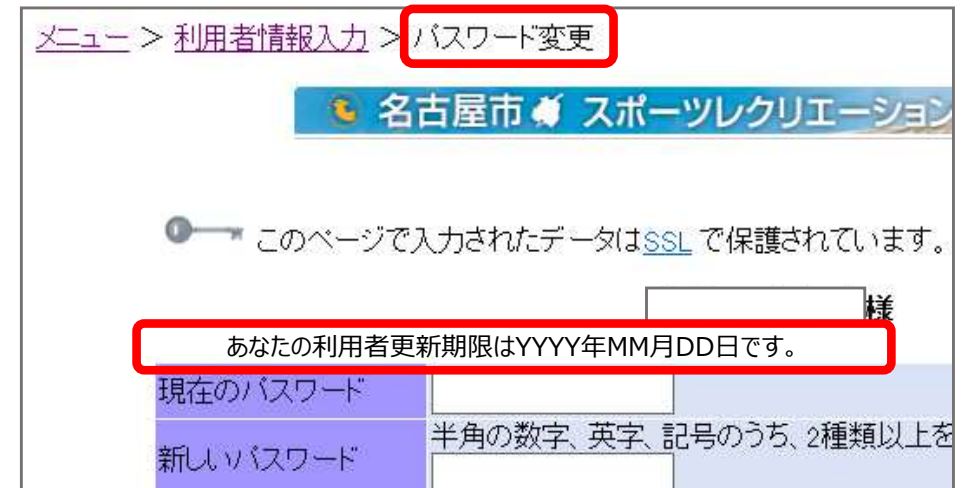 メニュー > 利用者情報入力 > パスワード変更
名古屋市 スポーツレクリエーション
このページで入力されたデータはSSL で保護されています。
様
あなたの利用者更新期限はYYYY年MM月DD日です。
現在のパスワード
半角の数字、英字、記号のうち、2種類以上を
新しいパスワード